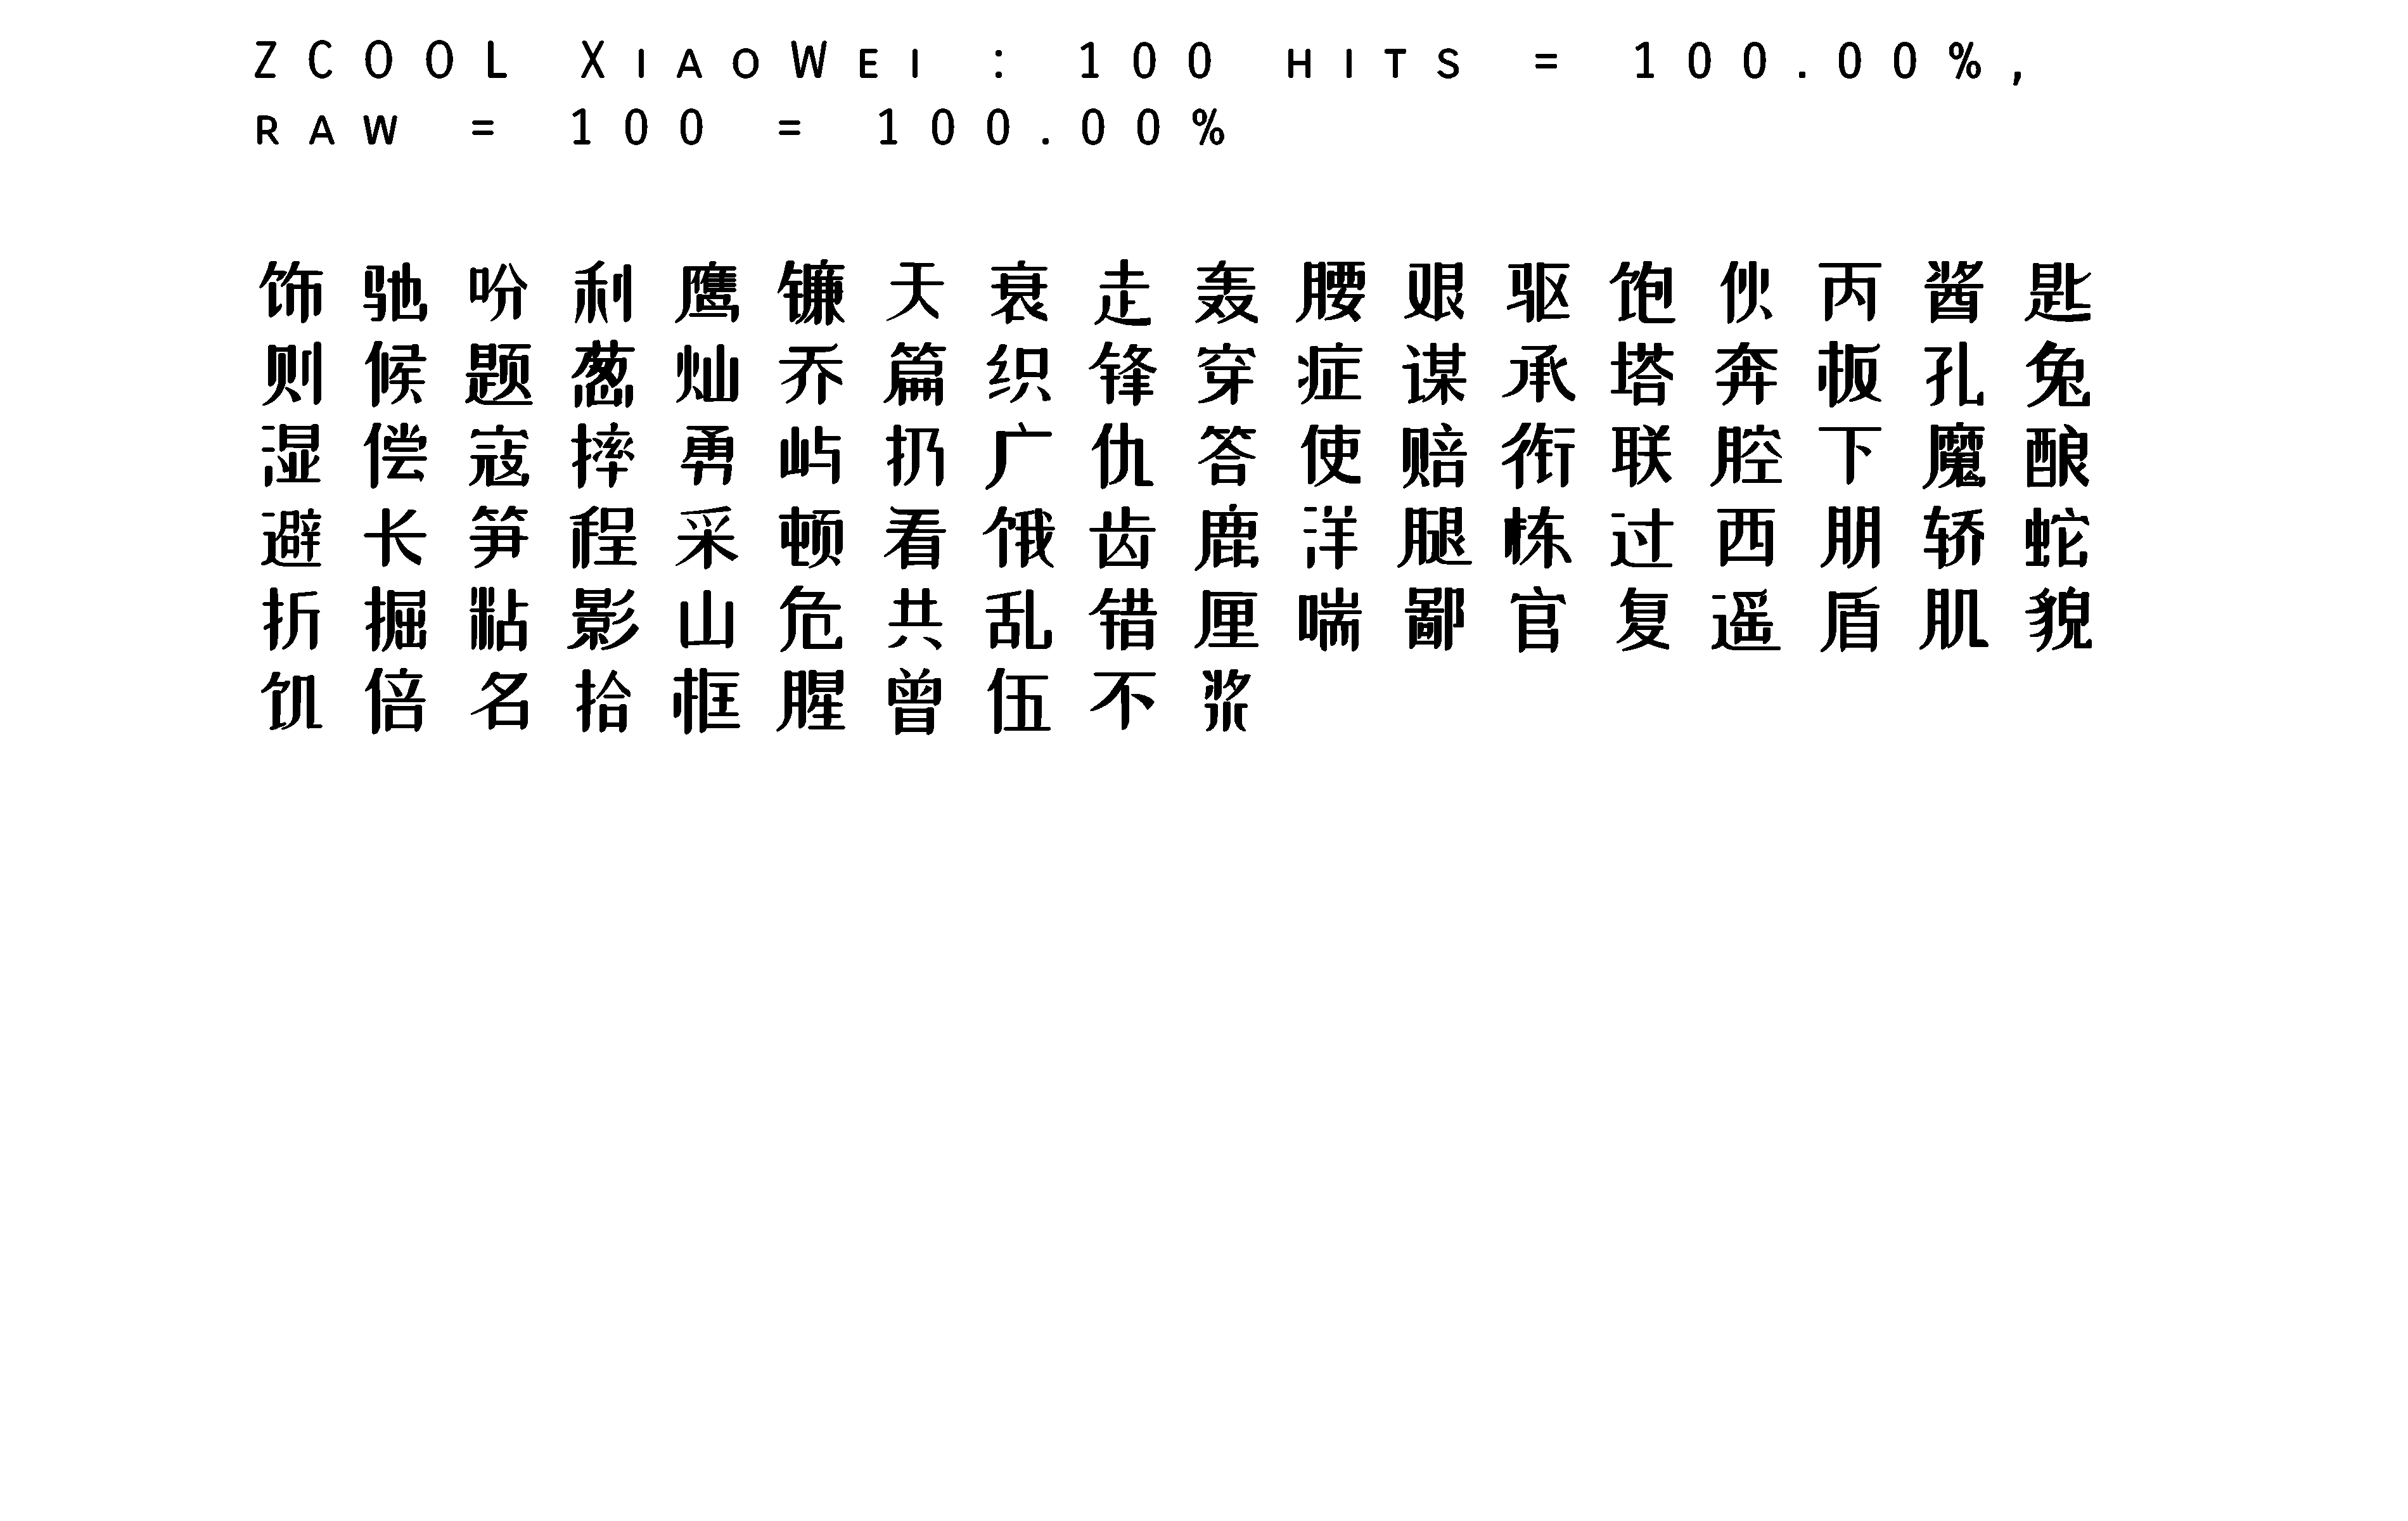 ZCOOL XiaoWei : 100 hits = 100.00%,
raw = 100 = 100.00%
饰驰吩利鹰镰天衰走轰腰艰驱饱伙丙酱匙
则候题葱灿乔篇织锋穿症谋承塔奔板孔兔
湿偿寇摔勇屿扔广仇答使赔衔联腔下魔酿
避长笋程采顿看饿齿鹿洋腿栋过西朋轿蛇
折掘粘影山危共乱错厘喘鄙官复遥盾肌貌
饥倍名拾框腥曾伍不浆